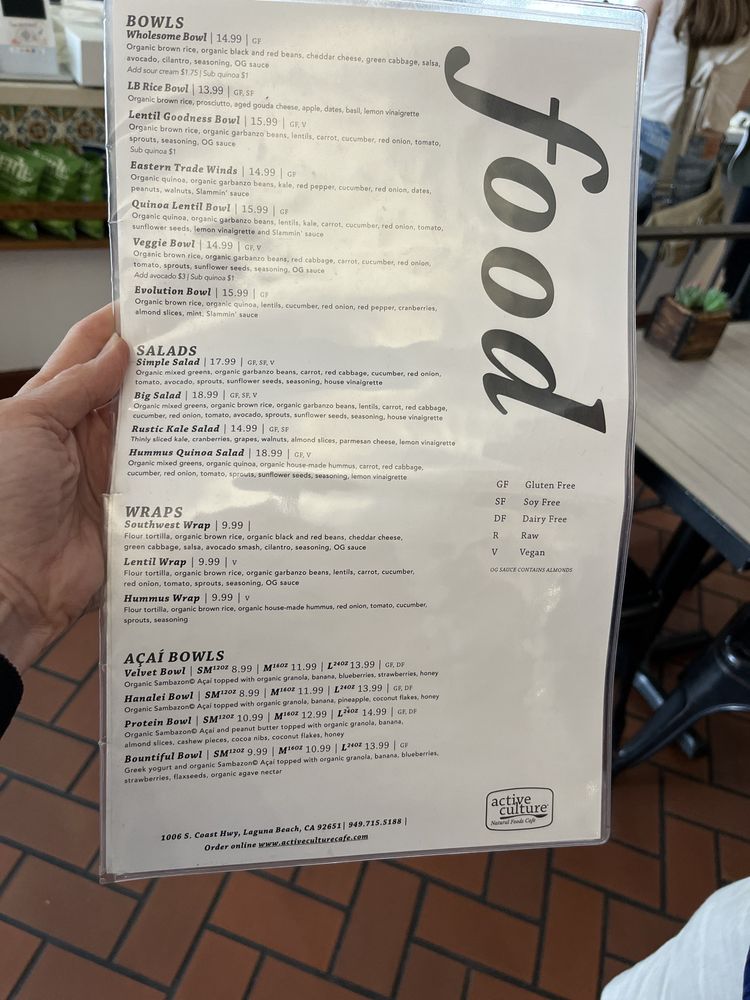 food
BOWLS
Wholesome Bowl | 14.99 | GF
Organic brown rice, organic black and red beans, cheddar cheese, green cabbage, salsa,
avocado, cilantro, seasoning, OG sauce
Add sour cream $1.75 | Sub quinoa $1
LB Rice Bowl | 13.99 | GF, SF
Organic brown rice, prosciutto, aged gouda cheese, apple, dates, basil, lemon vinaigrette
Lentil Goodness Bowl | 15.99 | GF, V
Organic brown rice, organic garbanzo beans, lentils, carrot, cucumber, red onion, tomato,
sprouts, seasoning, OG sauce
Sub quinoa $1
Eastern Trade Winds | 14.99 | GF
Organic quinoa, organic garbanzo beans, kale, red pepper, cucumber, red onion, dates,
peanuts, walnuts, Slammin' sauce
Quinoa Lentil Bowl | 15.99 | GF
Organic quinoa, organic garbanzo beans, lentils, kale, carrot, cucumber, red onion, tomato,
sunflower seeds, lemon vinaigrette and Slammin' sauce
Veggie Bowl | 14.99 | GF, V
Organic brown rice, organic garbanzo beans, red cabbage, carrot, cucumber, red onion,
tomato, sprouts, sunflower seeds, seasoning, OG sauce
Add avocado $3 | Sub quinoa $1
Evolution Bowl | 15.99 | GF
Organic brown rice, organic quinoa, lentils, cucumber, red onion, red pepper, cranberries,
almond slices, mint, Slammin' sauce
SALADS
Simple Salad | 17.99 | GF, SF, V
Organic mixed greens, organic garbanzo beans, carrot, red cabbage, cucumber, red onion,
tomato, avocado, sprouts, sunflower seeds, seasoning, house vinaigrette
Big Salad | 18.99 | GF, SF, V
Organic mixed greens, organic brown rice, organic garbanzo beans, lentils, carrot, red cabbage,
cucumber, red onion, tomato, avocado, sprouts, sunflower seeds, seasoning, house vinaigrette
Rustic Kale Salad | 14.99 | GF, SF
Thinly sliced kale, cranberries, grapes, walnuts, almond slices, parmesan cheese, lemon vinaigrette
Hummus Quinoa Salad | 18.99 | GF, V
Organic mixed greens, organic quinoa, organic house-made hummus, carrot, red cabbage,
cucumber, red onion, tomato, sprouts, sunflower seeds, seasoning, lemon vinaigrette
GF Gluten Free
SF Soy Free
DF Dairy Free
R Raw
V Vegan
OG SAUCE CONTAINS ALMONDS
WRAPS
Southwest Wrap | 9.99 |
Flour tortilla, organic brown rice, organic black and red beans, cheddar cheese,
green cabbage, salsa, avocado smash, cilantro, seasoning, OG sauce
Lentil Wrap | 9.99 | V
Flour tortilla, organic brown rice, organic garbanzo beans, lentils, carrot, cucumber,
red onion, tomato, sprouts, seasoning, OG sauce
Hummus Wrap | 9.99 | V
Flour tortilla, organic brown rice, organic house-made hummus, red onion, tomato, cucumber,
sprouts, seasoning
AÇAÍ BOWLS
Velvet Bowl | SM12OZ 8.99 | M16OZ 11.99 | L24OZ 13.99 | GF, DF
Organic Sambazon© Açaí topped with organic granola, banana, blueberries, strawberries, honey
Hanalei Bowl | SM12OZ 8.99 | M16OZ 11.99 | L24OZ 13.99 | GF, DF
Organic Sambazon© Açaí topped with organic granola, banana, pineapple, coconut flakes, honey
Protein Bowl | SM12OZ 10.99 | M16OZ 12.99 | L24OZ 14.99 | GF, DF
Organic Sambazon© Açaí and peanut butter topped with organic granola, banana,
almond slices, cashew pieces, cocoa nibs, coconut flakes, honey
Bountiful Bowl | SM12OZ 9.99 | M16OZ 10.99 | L24OZ 13.99 | GF
Greek yogurt and organic Sambazon© Açaí topped with organic granola, banana, blueberries,
strawberries, flaxseeds, organic agave nectar
active
culture
Natural Foods Cafe
1006 S. Coast Hwy, Laguna Beach, CA 92651 | 949.715.5188 |
Order online www.activeculturecafe.com